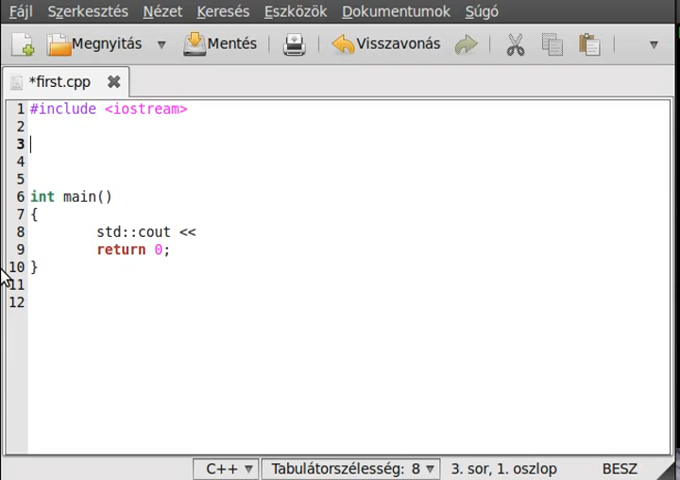 Fájl Szerkesztés Nézet Keresés Eszközök Dokumentumok Súgó
Megnyitás Mentés Visszavonás
*first.cpp
1 #include <iostream>
2
3
4
5
6 int main()
7 {
8 std::cout <<
9 return 0;
10 }
11
12
C++ Tabulátorszélesség: 8 3. sor, 1. oszlop BESZ